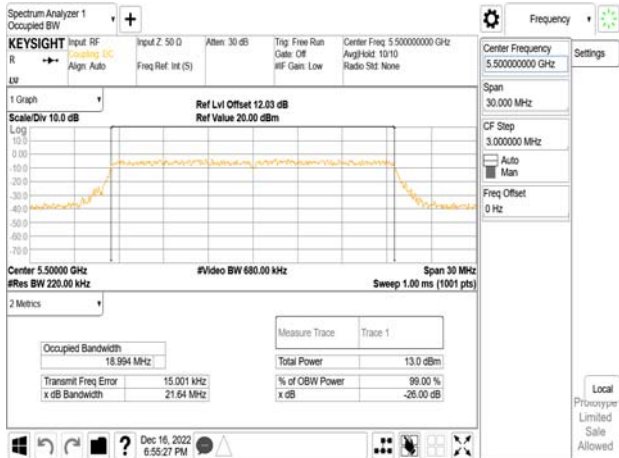 Spectrum Analyzer 1
Occupied BW
+
Frequency
KEYSIGHT
Input: RF
Coupling: DC
Align: Auto
Input Z: 50 Ω
Freq Ref: Int (S)
Atten: 30 dB
Trig: Free Run
Gate: Off
#IF Gain: Low
Center Freq: 5.500000000 GHz
Avg|Hold: 10/10
Radio Std: None
R
LXI
Center Frequency
5.500000000 GHz
Settings
Span
30.000 MHz
CF Step
3.000000 MHz
Auto
Man
Freq Offset
0 Hz
1 Graph
Scale/Div 10.0 dB
Ref Lvl Offset 12.03 dB
Ref Value 20.00 dBm
Log
10.0
0.00
-10.0
-20.0
-30.0
-40.0
-50.0
-60.0
-70.0
Center 5.50000 GHz
#Res BW 220.00 kHz
#Video BW 680.00 kHz
Span 30 MHz
Sweep 1.00 ms (1001 pts)
2 Metrics
Measure Trace Trace 1
Occupied Bandwidth
18.994 MHz
Total Power 13.0 dBm
Transmit Freq Error 15.001 kHz
% of OBW Power 99.00 %
x dB Bandwidth 21.64 MHz
x dB -26.00 dB
Local
Prototype
Limited
Sale
Allowed
?
Dec 16, 2022
6:55:27 PM